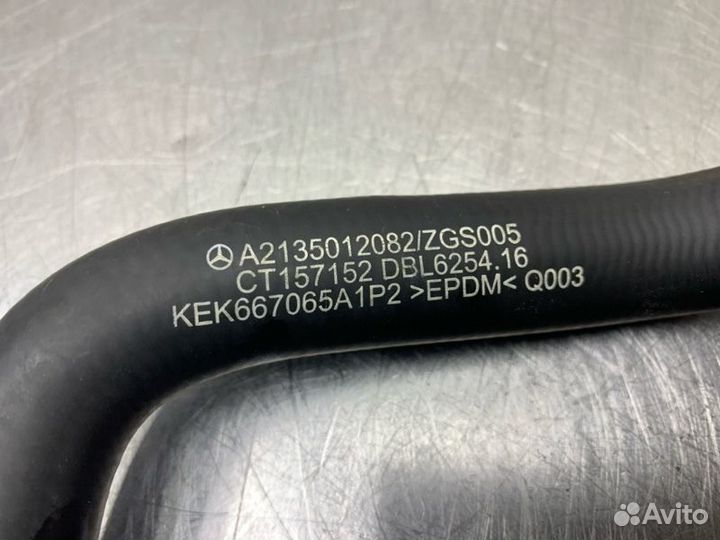 A2135012082/ZGS005
CT157152 DBL6254.16
KEK667065A1P2 >EPDM< Q003
Avito